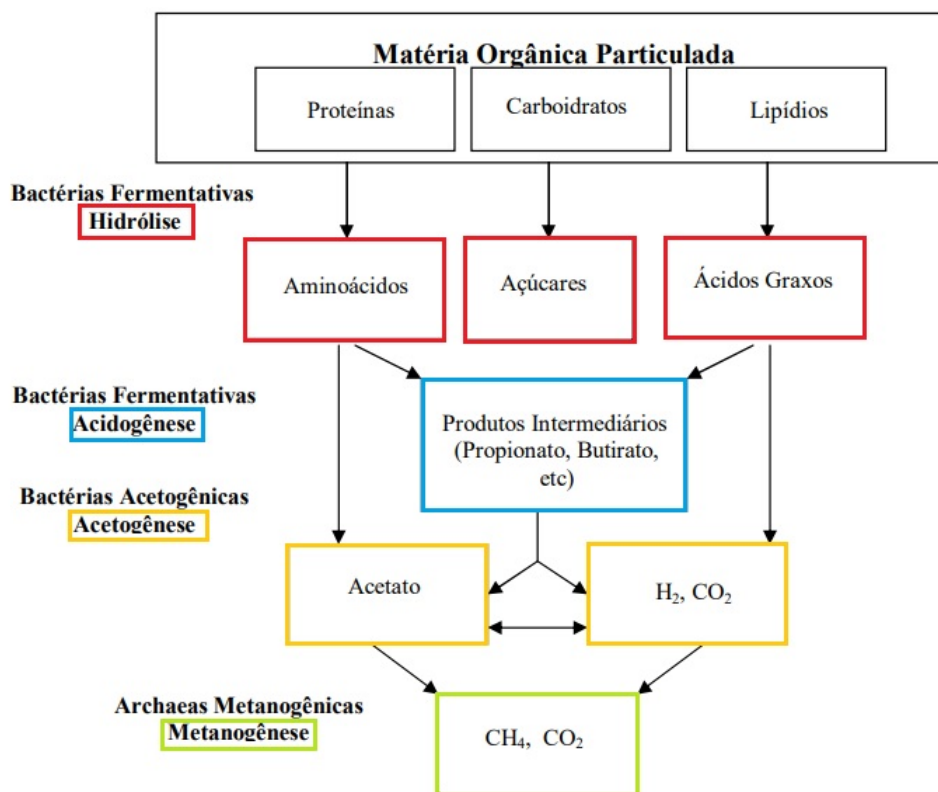 Matéria Orgânica Particulada
Proteínas
Carboidratos
Lipídios
Bactérias Fermentativas
Hidrólise
Aminoácidos
Açúcares
Ácidos Graxos
Bactérias Fermentativas
Acidogênese
Produtos Intermediários
(Propionato, Butirato,
etc)
Bactérias Acetogênicas
Acetogênese
Acetato
H₂, CO₂
Archaeas Metanogênicas
Metanogênese
CH₄, CO₂